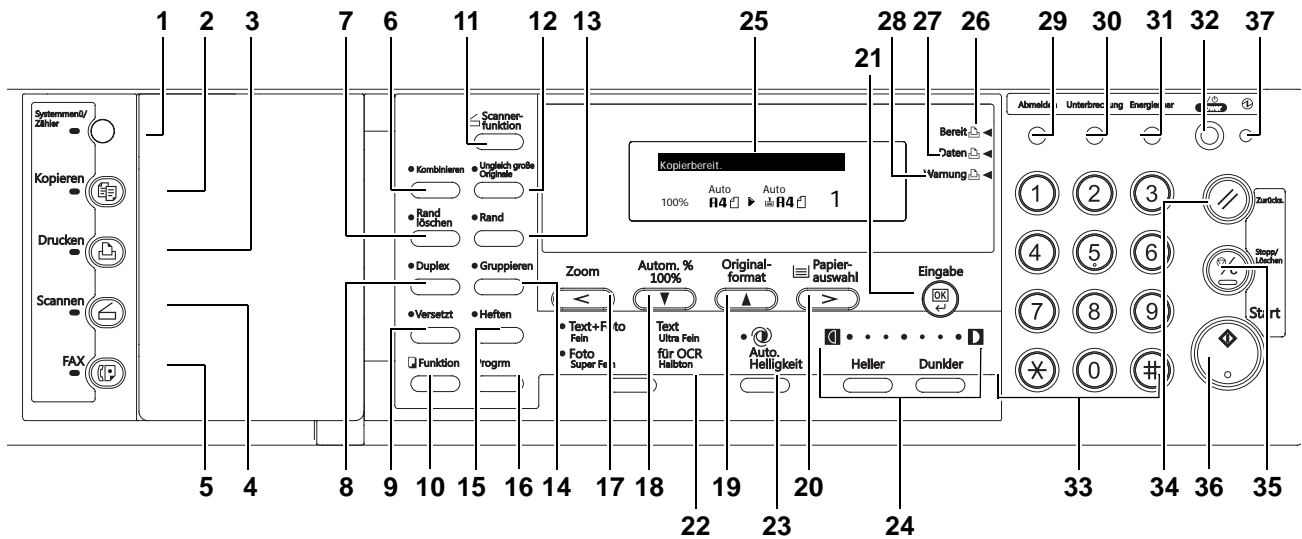 1 2 3 7 6 11 12 13 25 28 27 26 21 29 30 31 32 37
Systemmenü/
Zähler
Kopieren
Drucken
Scannen
FAX
Scanner-
funktion
Kombinieren
Ungleich große
Originale
Rand
löschen
Rand
Duplex
Gruppieren
Versetzt
Heften
Funktion
Progrm
Kopierbereit.
100%
Auto
A4
Auto
A4
1
Bereit
Daten
Warnung
Zoom
Autom. %
100%
Original-
format
Papier-
auswahl
Eingabe
OK
Text+Foto
Fein
Foto
Super Fein
Text
Ultra Fein
für OCR
Halbton
Auto.
Helligkeit
Heller
Dunkler
Abmelden
Unterbrechung
Power
1 2 3
4 5 6
7 8 9
* 0 #
Zurücks.
Stopp/
Löschen
Start
5 4 8 9 10 15 16 14 17 18 19 20 33 34 36 35
22 23 24